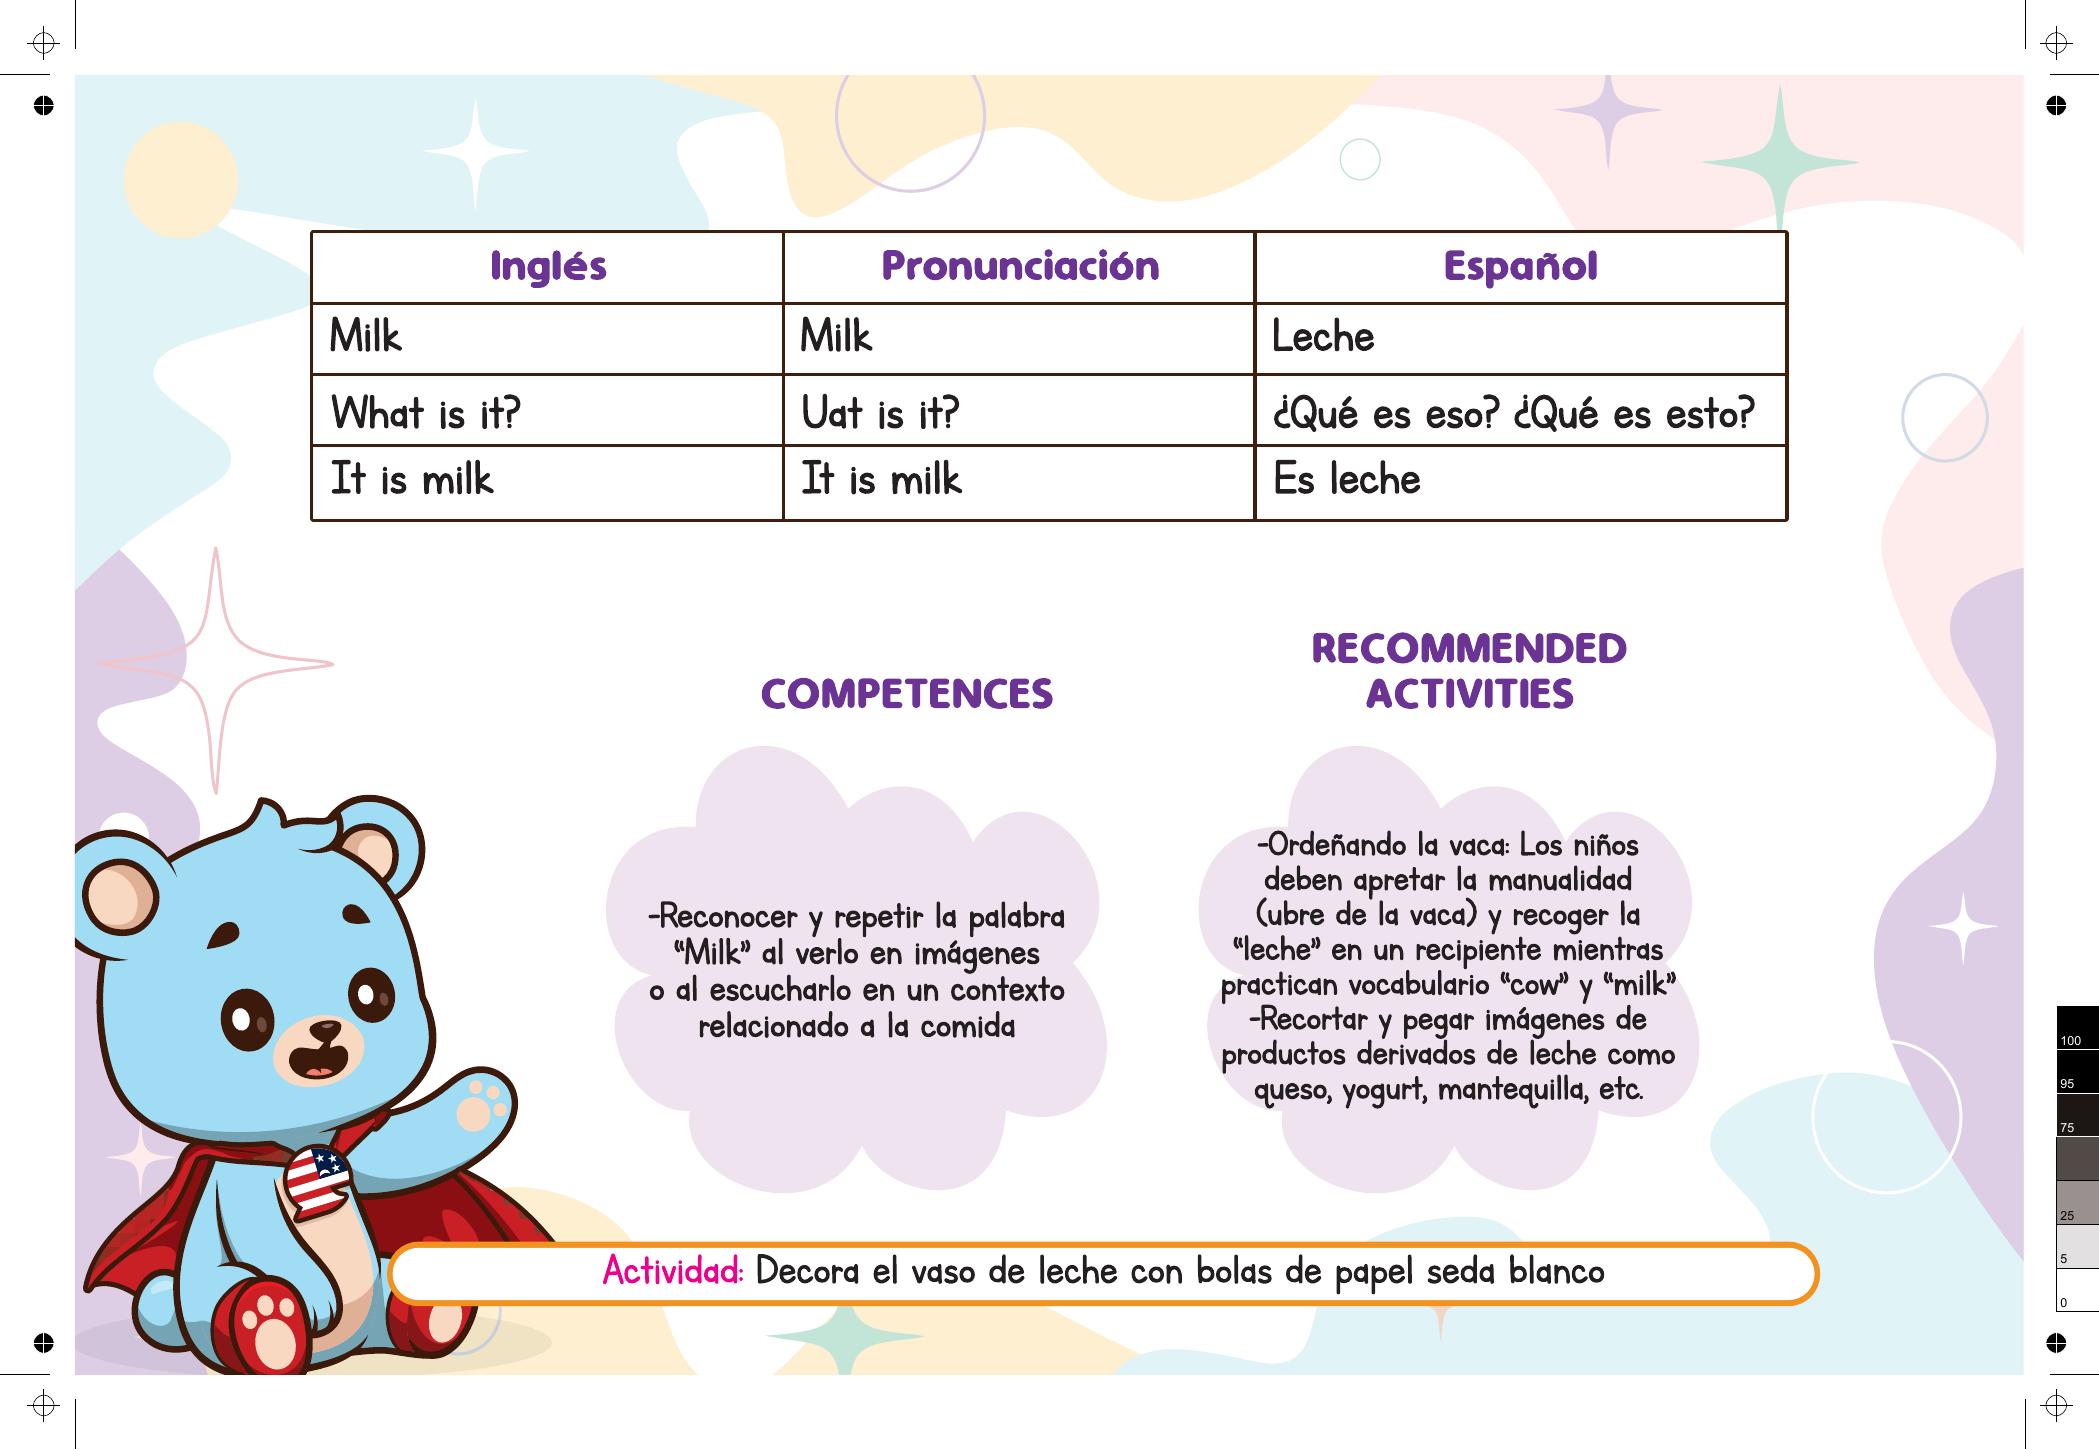 Inglés Pronunciación Español
Milk Milk Leche
What is it? Uat is it? ¿Qué es eso? ¿Qué es esto?
It is milk It is milk Es leche
COMPETENCES
-Reconocer y repetir la palabra
“Milk” al verlo en imágenes
o al escucharlo en un contexto
relacionado a la comida
RECOMMENDED
ACTIVITIES
-Ordeñando la vaca: Los niños
deben apretar la manualidad
(ubre de la vaca) y recoger la
“leche” en un recipiente mientras
practican vocabulario “cow” y “milk”
-Recortar y pegar imágenes de
productos derivados de leche como
queso, yogurt, mantequilla, etc.
Actividad: Decora el vaso de leche con bolas de papel seda blanco
100
95
75
25
5
0